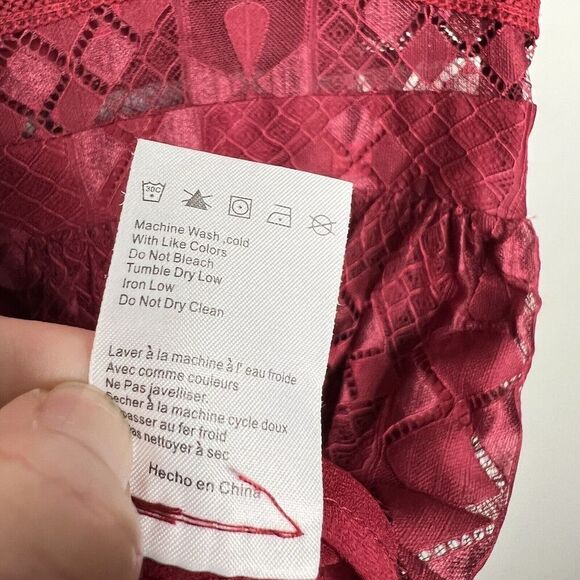 30C
Machine Wash ,cold
With Like Colors
Do Not Bleach
Tumble Dry Low
Iron Low
Do Not Dry Clean
Laver à la machine à l' eau froide
Avec comme couleurs
Ne Pas javelliser.
Secher à la machine cycle doux
passer au fer froid
pas nettoyer à sec
Hecho en China